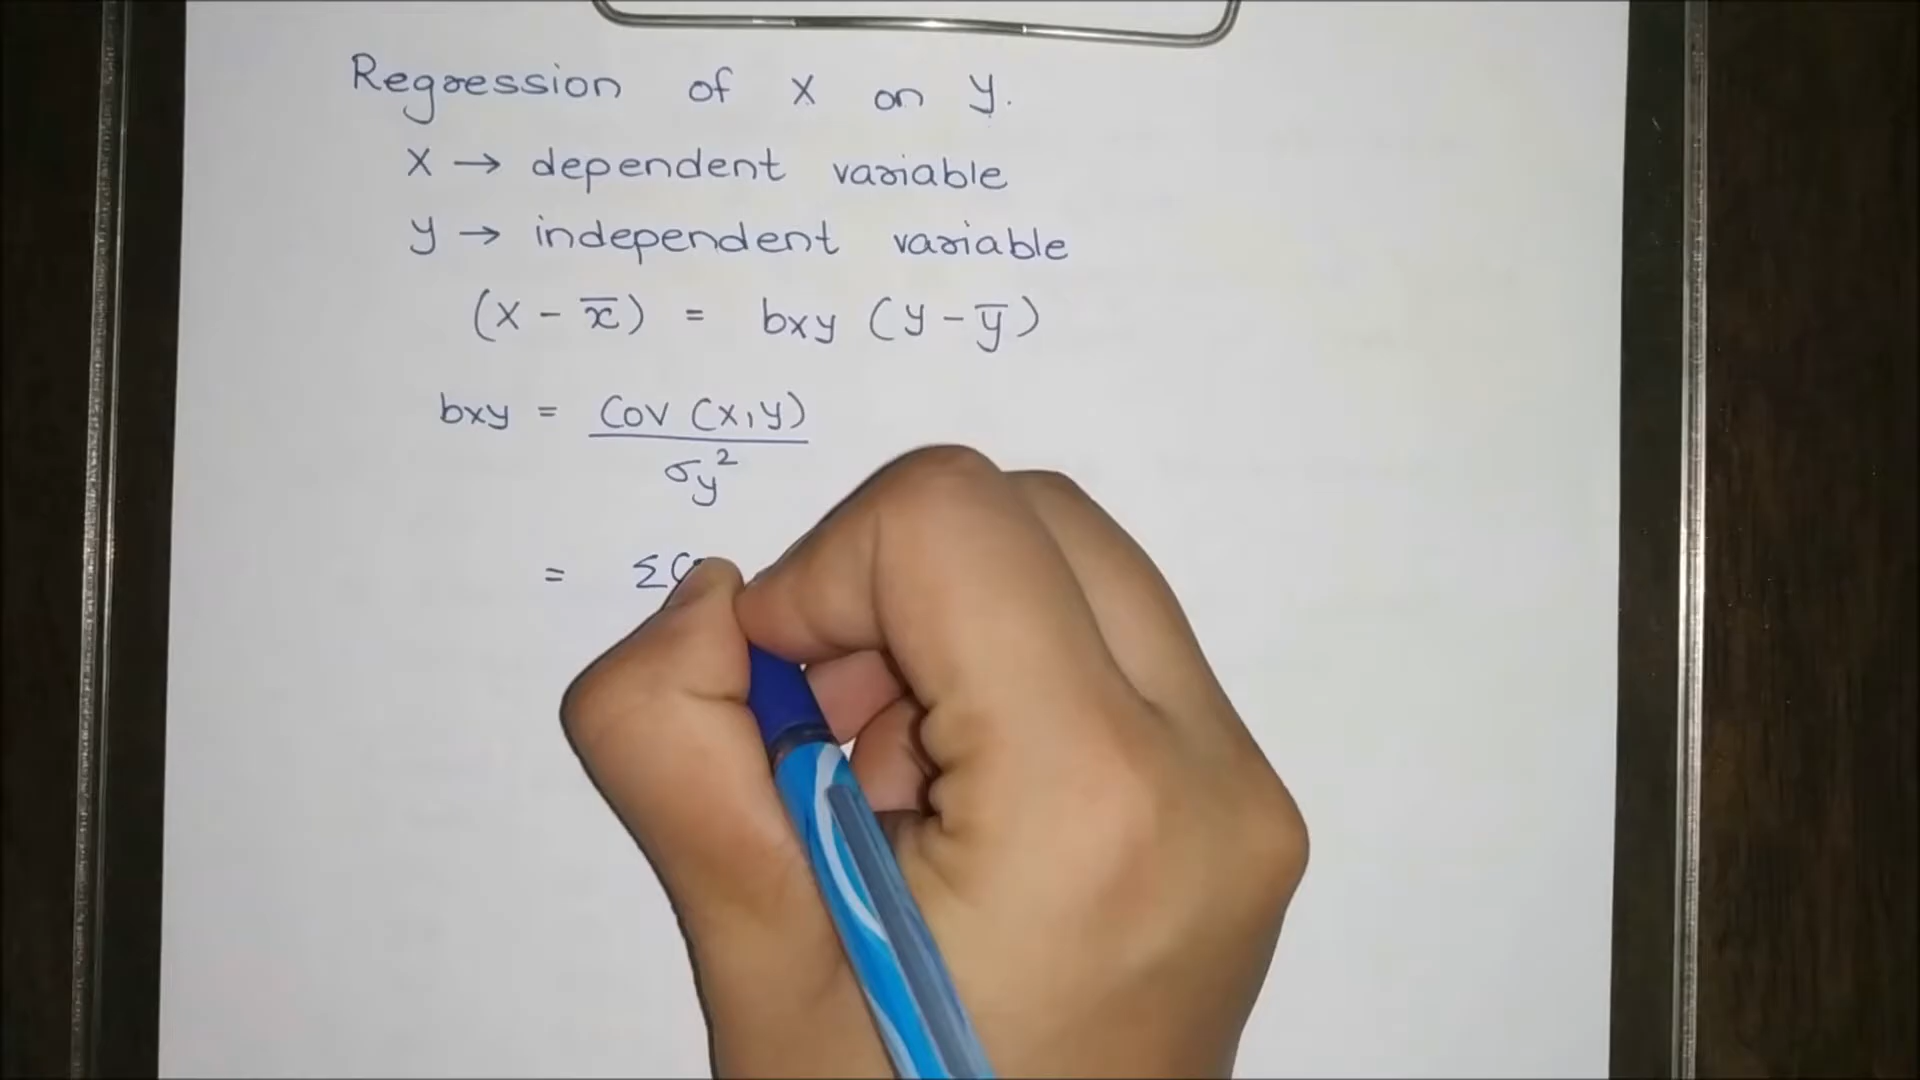 Regression of x on y.
x → dependent variable
y → independent variable
(x - x̅) = bxy (y - y̅)
bxy = Cov (x,y)
σy²
= Σ(